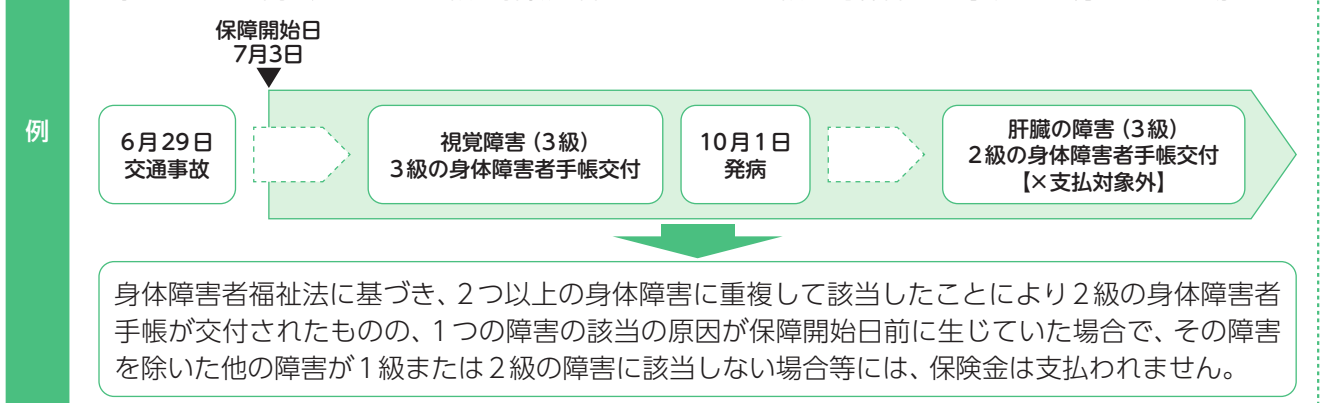 保障開始日
7月3日
例
6月29日
交通事故
視覚障害（3級）
3級の身体障害者手帳交付
10月1日
発病
肝臓の障害（3級）
2級の身体障害者手帳交付
【×支払対象外】
身体障害者福祉法に基づき、2つ以上の身体障害に重複して該当したことにより2級の身体障害者
手帳が交付されたものの、1つの障害の該当の原因が保障開始日前に生じていた場合で、その障害
を除いた他の障害が1級または2級の障害に該当しない場合等には、保険金は支払われません。